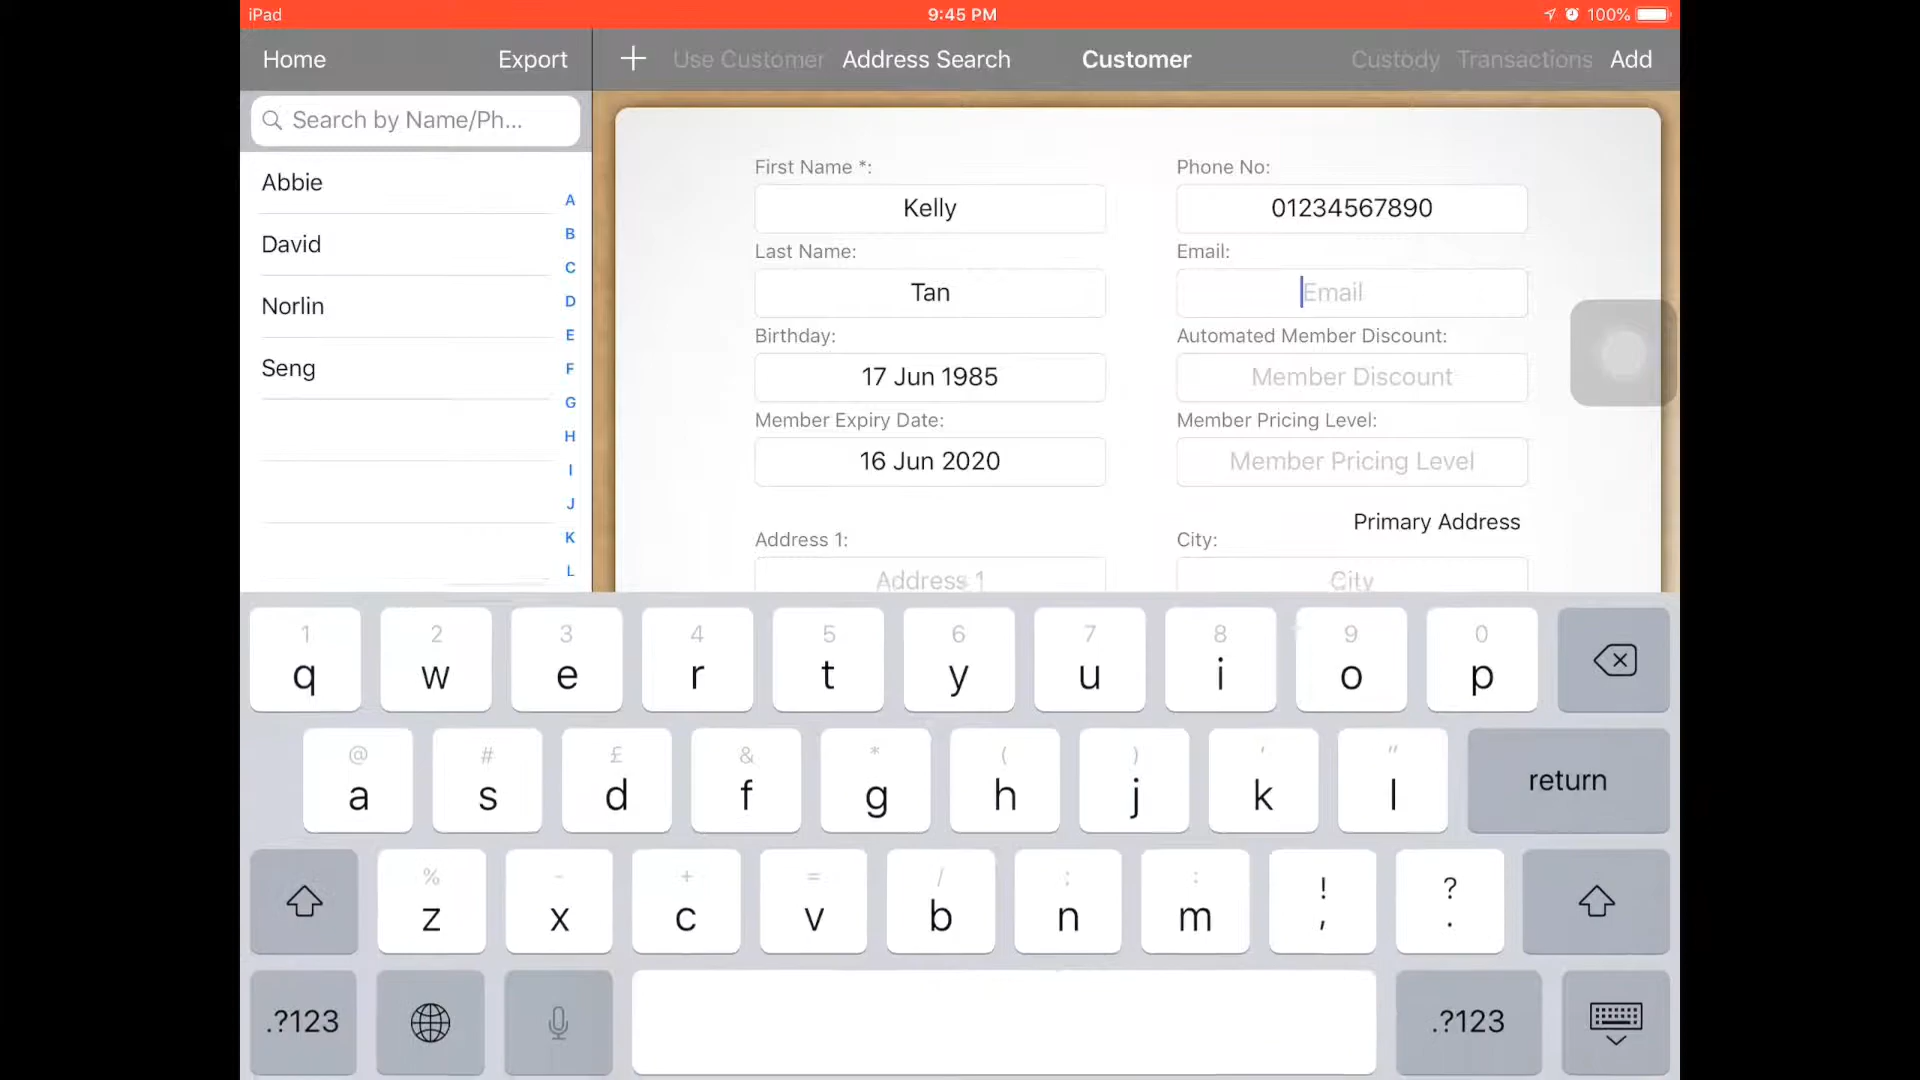 iPad 9:45 PM 100%
Home Export + Use Customer Address Search Customer Custody Transactions Add
Search by Name/Ph...
Abbie
David
Norlin
Seng
A
B
C
D
E
F
G
H
I
J
K
L
First Name *: Phone No:
Kelly 01234567890
Last Name: Email:
Tan Email
Birthday: Automated Member Discount:
17 Jun 1985 Member Discount
Member Expiry Date: Member Pricing Level:
16 Jun 2020 Member Pricing Level
Primary Address
Address 1: City:
Address 1 City
1 2 3 4 5 6 7 8 9 0
q w e r t y u i o p
@ # £ & * ( ) ' "
a s d f g h j k l return
% - + = / ; : ! ?
z x c v b n m , .
.?123 .?123